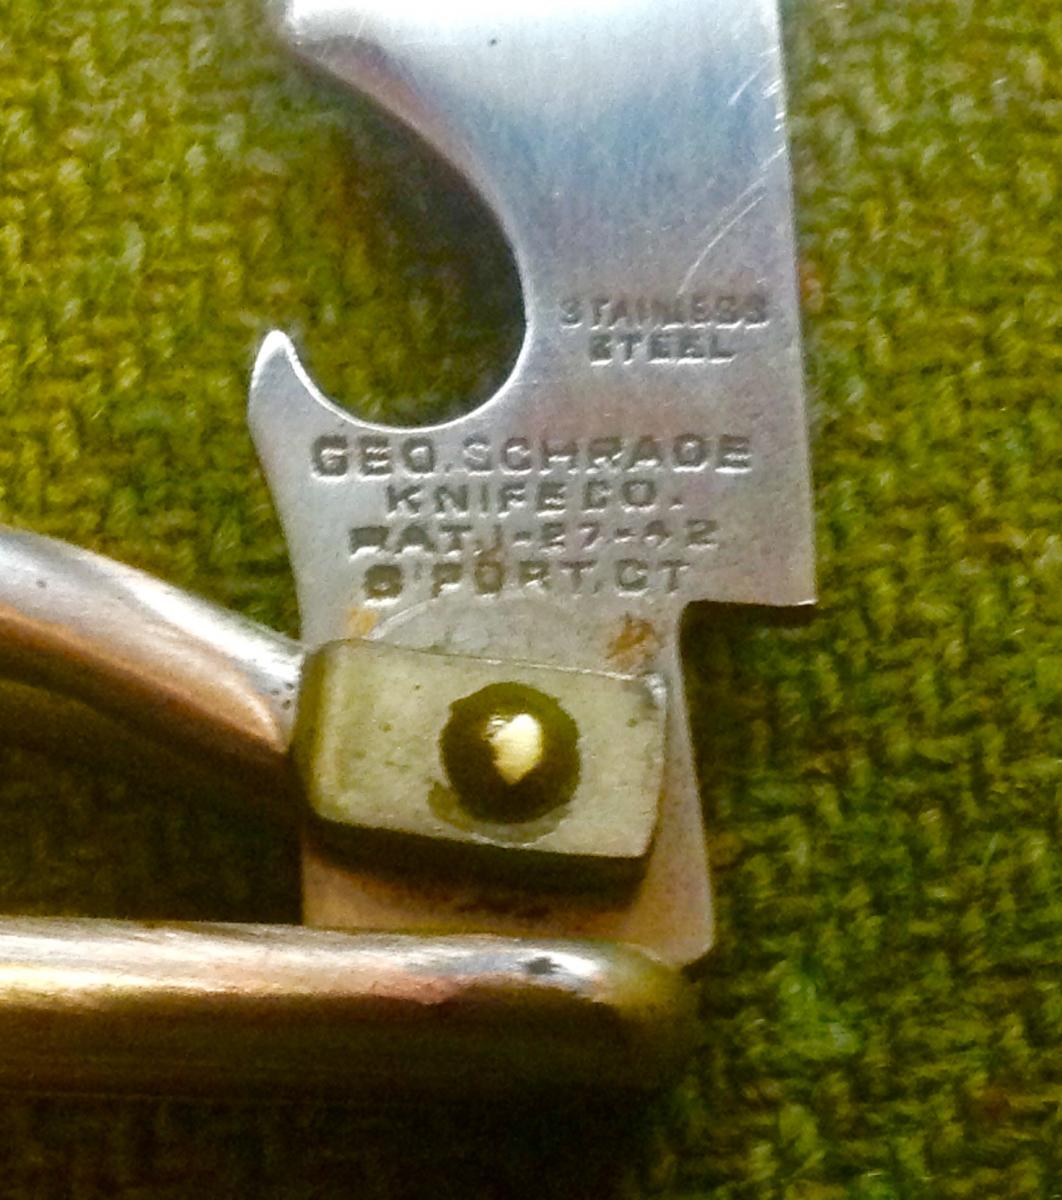 STAINLESS
STEEL
GEO. SCHRADE
KNIFE CO.
PAT. 1-27-42
B'PORT, CT